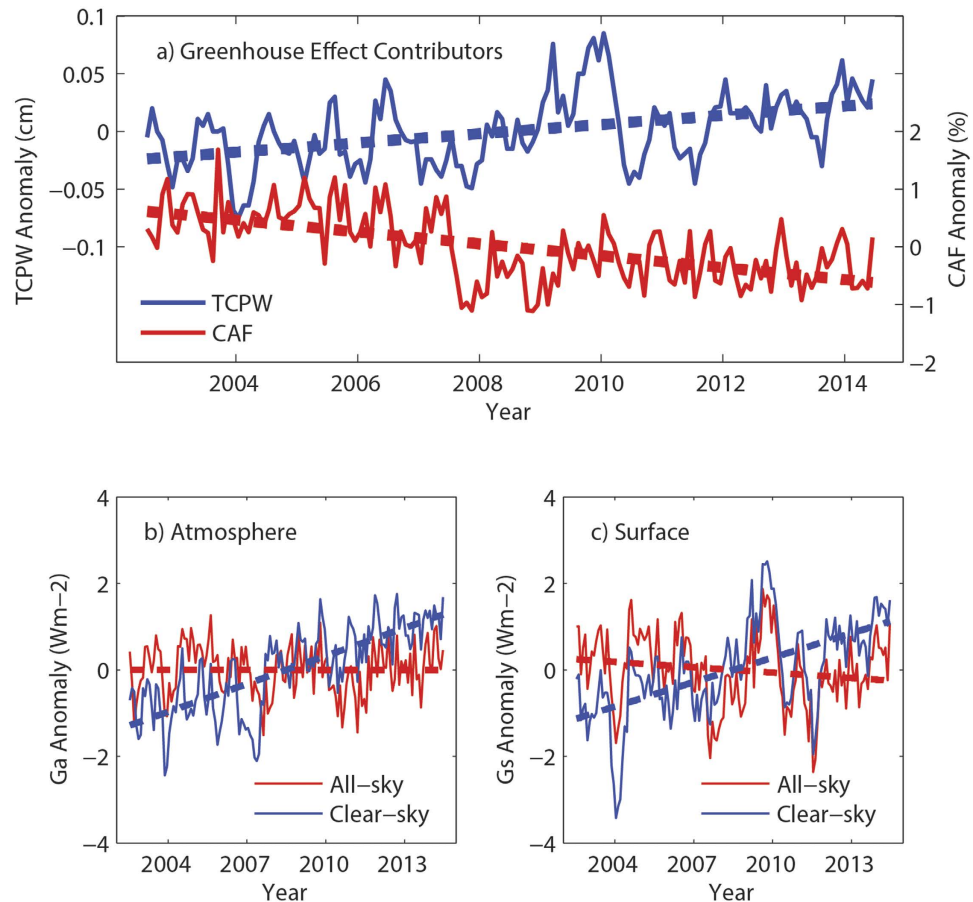 a) Greenhouse Effect Contributors
TCPW Anomaly (cm)
0.1
0.05
0
−0.05
−0.1
CAF Anomaly (%)
2
1
0
−1
−2
TCPW
CAF
2004 2006 2008 2010 2012 2014
Year
b) Atmosphere
Ga Anomaly (Wm−2)
4
2
0
−2
−4
All−sky
Clear−sky
2004 2007 2010 2013
Year
c) Surface
Gs Anomaly (Wm−2)
4
2
0
−2
−4
All−sky
Clear−sky
2004 2007 2010 2013
Year